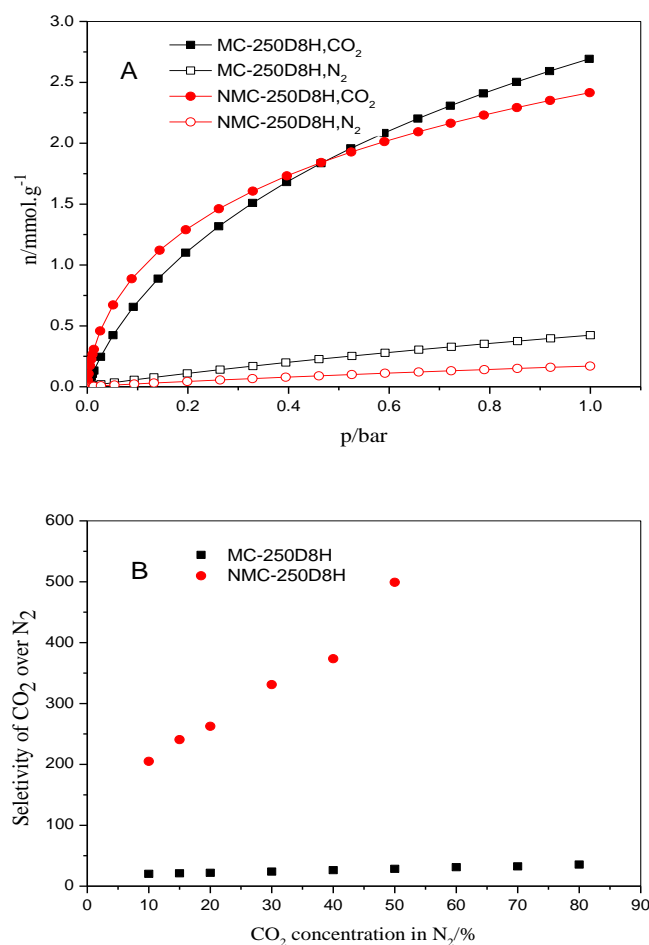 A
MC-250D8H,CO₂
MC-250D8H,N₂
NMC-250D8H,CO₂
NMC-250D8H,N₂
3.0
2.5
2.0
1.5
1.0
0.5
0.0
n/mmol.g⁻¹
0.0 0.2 0.4 0.6 0.8 1.0
p/bar
B
MC-250D8H
NMC-250D8H
600
500
400
300
200
100
0
Seletivity of CO₂ over N₂
0 10 20 30 40 50 60 70 80 90
CO₂ concentration in N₂/%